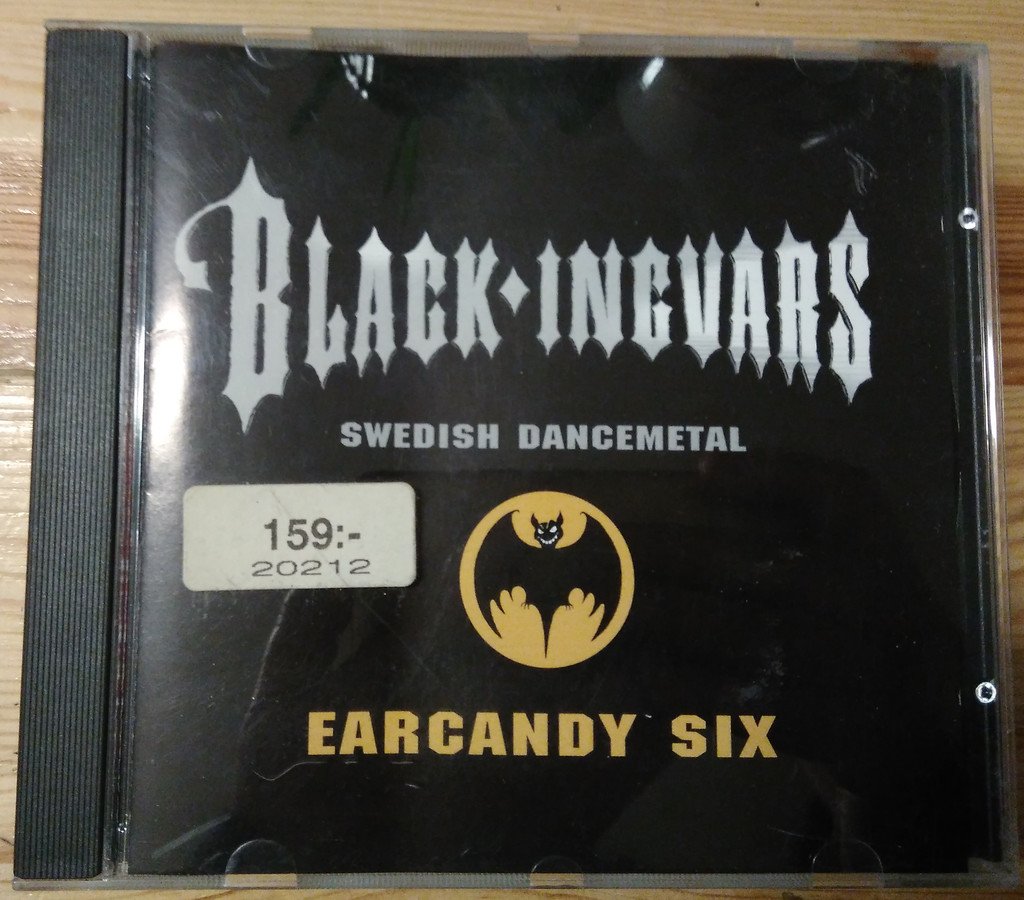 BLACK·INGVARS
SWEDISH DANCEMETAL
159:-
20212
EARCANDY SIX